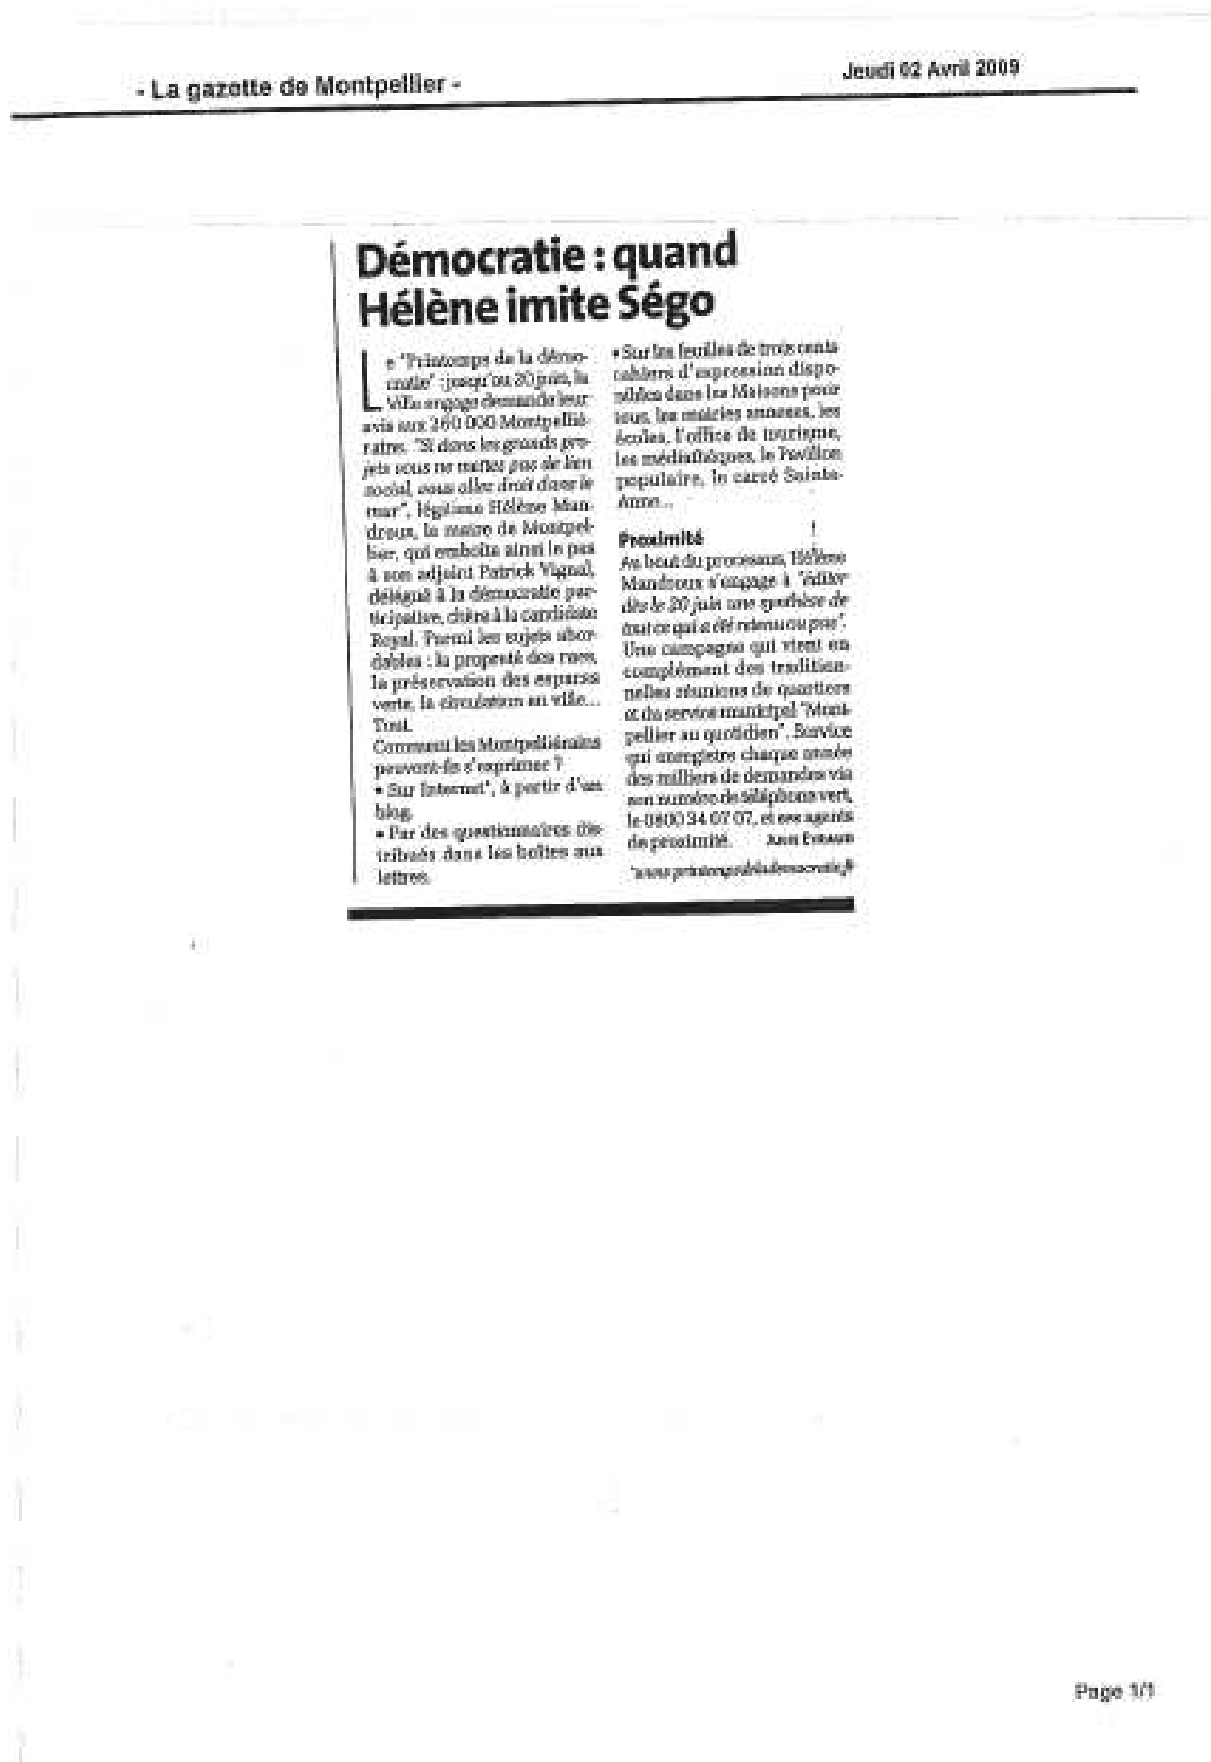 - La gazette de Montpellier -
Jeudi 02 Avril 2009
Démocratie : quand
Hélène imite Ségo
Le "Printemps de la démo-
cratie" : jusqu'au 20 juin, la
Ville engage demande leur
avis aux 260 000 Montpellié-
rains. "Si dans les grands pro-
jets vous ne mettez pas de lien
social, vous allez droit dans le
mur", légitime Hélène Man-
droux, la maire de Montpel-
lier, qui emboîte ainsi le pas
à son adjoint Patrick Vignal,
délégué à la démocratie par-
ticipative, chère à la candidate
Royal. Parmi les sujets abor-
dables : la propreté des rues,
la préservation des espaces
verts, la circulation en ville...
Tout.
Comment les Montpelliérains
peuvent-ils s'exprimer ?
• Sur Internet*, à partir d'un
blog.
• Par des questionnaires dis-
tribués dans les boîtes aux
lettres.
• Sur les feuilles de trois cents
cahiers d'expression dispo-
nibles dans les Maisons pour
tous, les mairies annexes, les
écoles, l'office de tourisme,
les médiathèques, le Pavillon
populaire, le carré Sainte-
Anne...
Proximité
Au bout du processus, Hélène
Mandroux s'engage à "éditer
dès le 20 juin une synthèse de
tout ce qui a été retenu ou pas".
Une campagne qui vient en
complément des tradition-
nelles réunions de quartiers
et du service municipal "Mont-
pellier au quotidien". Service
qui enregistre chaque année
des milliers de demandes via
son numéro de téléphone vert,
le 0800 34 07 07, et ses agents
de proximité.
*www.printempsdelademocratie.fr
Page 1/1